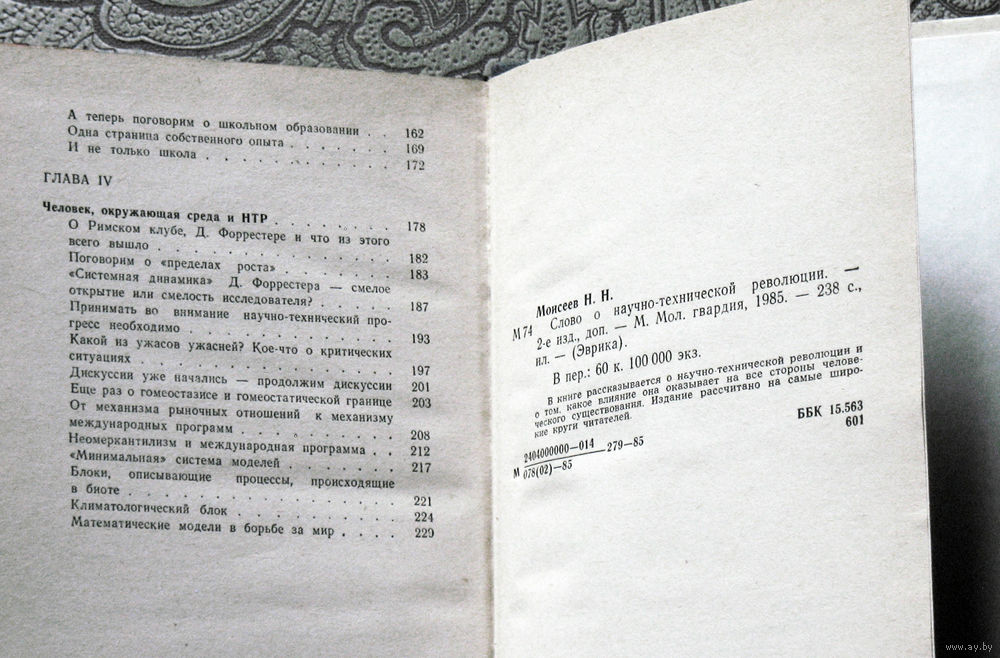 А теперь поговорим о школьном образовании . . 162
Одна страница собственного опыта . . . . . . . 169
И не только школа . . . . . . . . . . . 172
ГЛАВА IV
Человек, окружающая среда и НТР . . . . . . . . 178
О Римском клубе, Д. Форрестере и что из этого
всего вышло . . . . . . . . . . . . . 182
Поговорим о «пределах роста» . . . . . . . 183
«Системная динамика» Д. Форрестера — смелое
открытие или смелость исследователя? . . . . . 187
Принимать во внимание научно-технический про-
гресс необходимо . . . . . . . . . . . 193
Какой из ужасов ужасней? Кое-что о критических
ситуациях . . . . . . . . . . . . . . 197
Дискуссии уже начались — продолжим дискуссии 201
Еще раз о гомеостазисе и гомеостатической границе 203
От механизма рыночных отношений к механизму
международных программ . . . . . . . . . 208
Неомеркантилизм и международная программа . . 212
«Минимальная» система моделей . . . . . . . 217
Блоки, описывающие процессы, происходящие
в биоте . . . . . . . . . . . . . . . 221
Климатологический блок . . . . . . . . . . 224
Математические модели в борьбе за мир . . . . 229
Моисеев Н. Н.
М74 Слово о научно-технической революции. —
2-е изд., доп. — М. Мол. гвардия, 1985. — 238 с.,
ил. — (Эврика).
В пер.: 60 к. 100 000 экз.
В книге рассказывается о научно-технической революции и
о том, какое влияние она оказывает на все стороны челове-
ческого существования. Издание рассчитано на самые широ-
кие круги читателей.
М 2404000000—014
078(02)—85 279—85
ББК 15.563
601
www.ay.by